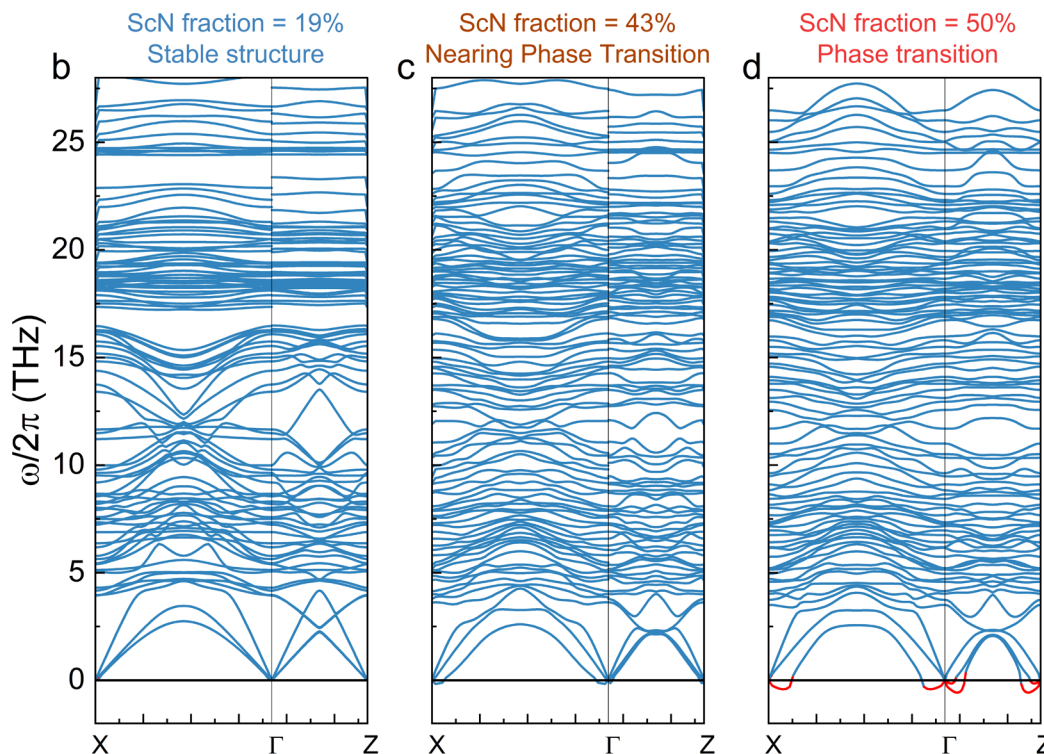 ScN fraction = 19%
Stable structure
ScN fraction = 43%
Nearing Phase Transition
ScN fraction = 50%
Phase transition
b
c
d
ω/2π (THz)
25
20
15
10
5
0
X
Γ
Z
X
Γ
Z
X
Γ
Z